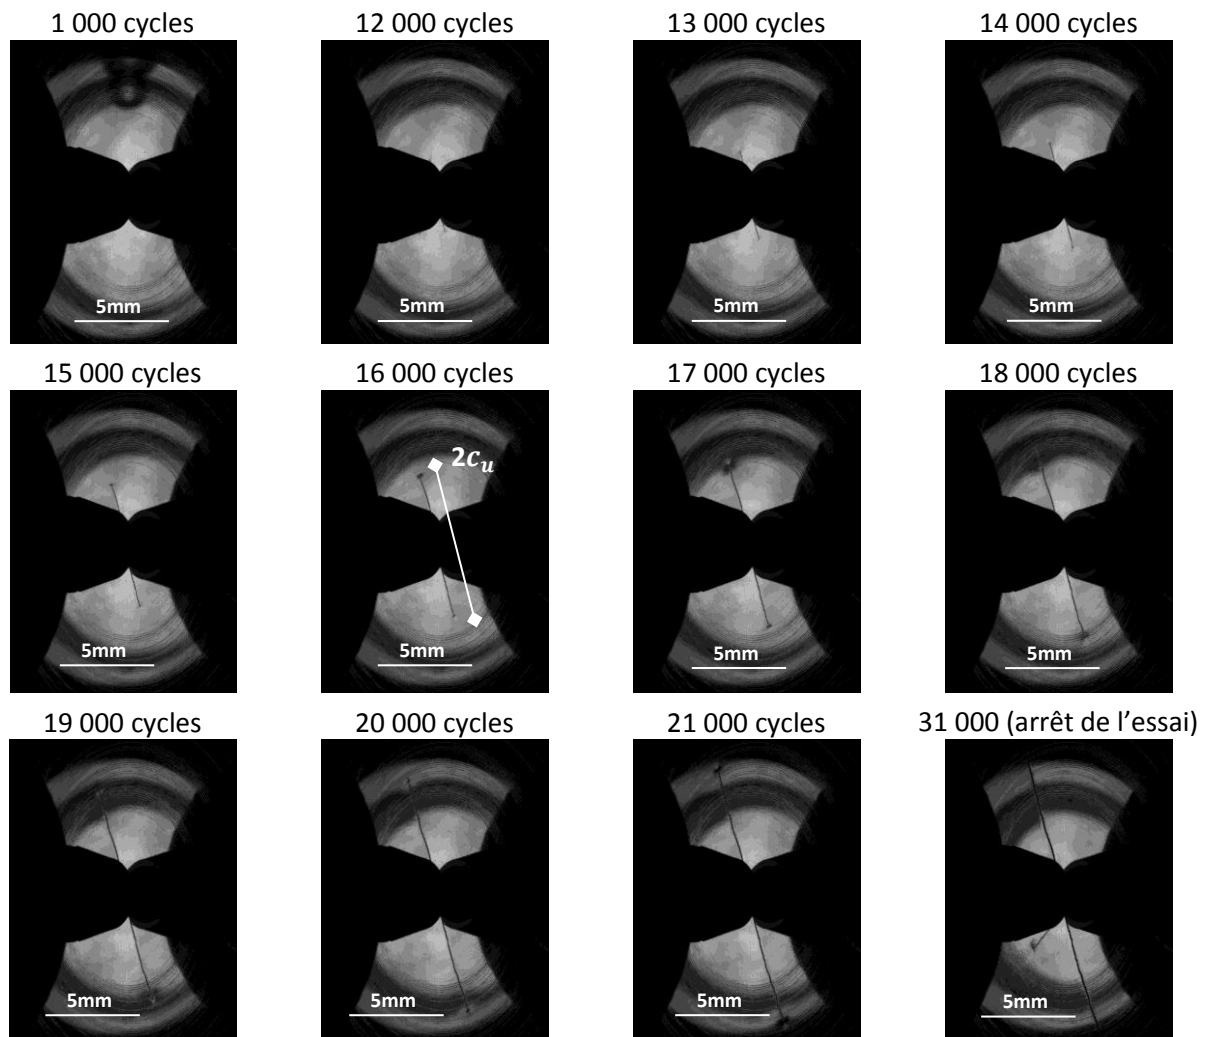 1 000 cycles
12 000 cycles
13 000 cycles
14 000 cycles
5mm
5mm
5mm
5mm
15 000 cycles
16 000 cycles
17 000 cycles
18 000 cycles
2cᵤ
5mm
5mm
5mm
5mm
19 000 cycles
20 000 cycles
21 000 cycles
31 000 (arrêt de l’essai)
5mm
5mm
5mm
5mm